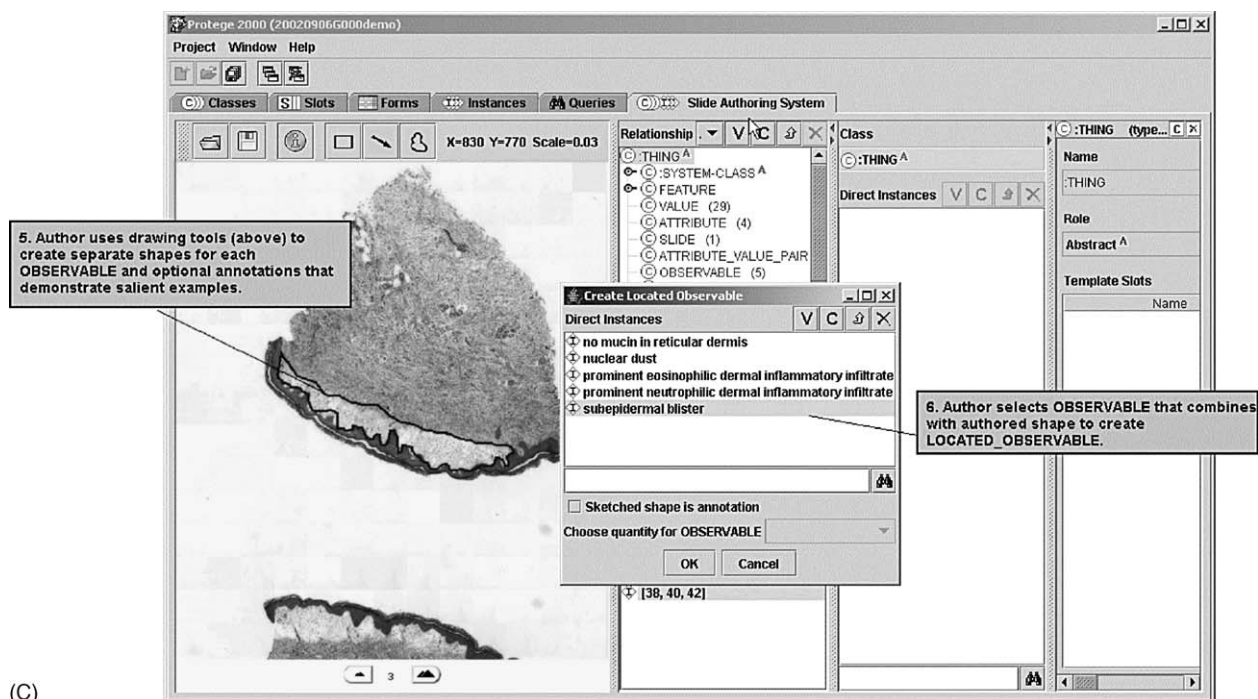 Protege 2000 (20020906G000demo)
Project Window Help
Classes Slots Forms Instances Queries Slide Authoring System
X=830 Y=770 Scale=0.03
Relationship V C
:THING A
:SYSTEM-CLASS A
FEATURE
VALUE (29)
ATTRIBUTE (4)
SLIDE (1)
ATTRIBUTE_VALUE_PAIR
OBSERVABLE (5)
Class
:THING A
Direct Instances V C
:THING (type... C X
Name
:THING
Role
Abstract A
Template Slots
Name
5. Author uses drawing tools (above) to
create separate shapes for each
OBSERVABLE and optional annotations that
demonstrate salient examples.
Create Located Observable
Direct Instances V C
no mucin in reticular dermis
nuclear dust
prominent eosinophilic dermal inflammatory infiltrate
prominent neutrophilic dermal inflammatory infiltrate
subepidermal blister
Sketched shape is annotation
Choose quantity for OBSERVABLE
OK Cancel
6. Author selects OBSERVABLE that combines
with authored shape to create
LOCATED_OBSERVABLE.
[38, 40, 42]
3
(C)